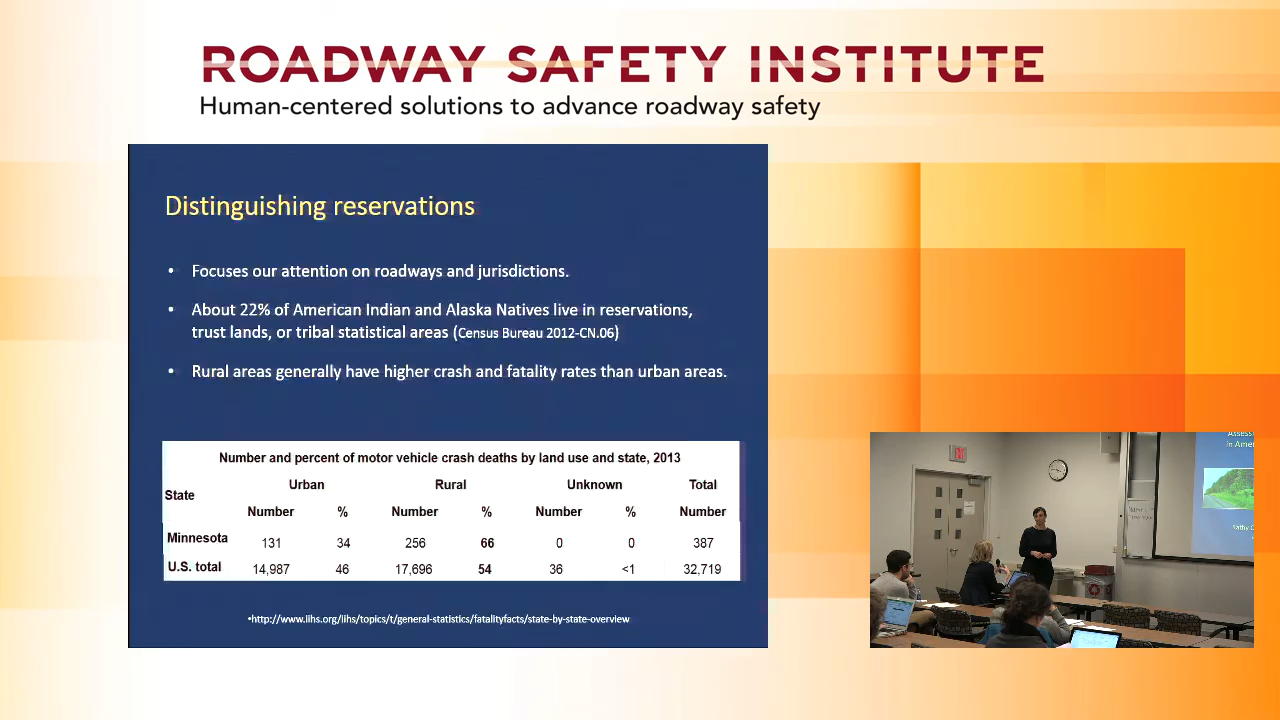 ROADWAY SAFETY INSTITUTE
Human-centered solutions to advance roadway safety
Distinguishing reservations
• Focuses our attention on roadways and jurisdictions.
• About 22% of American Indian and Alaska Natives live in reservations,
trust lands, or tribal statistical areas (Census Bureau 2012-CN.06)
• Rural areas generally have higher crash and fatality rates than urban areas.
Number and percent of motor vehicle crash deaths by land use and state, 2013
State Urban Rural Unknown Total
Number % Number % Number % Number
Minnesota 131 34 256 66 0 0 387
U.S. total 14,987 46 17,696 54 36 <1 32,719
•http://www.iihs.org/iihs/topics/t/general-statistics/fatalityfacts/state-by-state-overview
Assess
in Ame